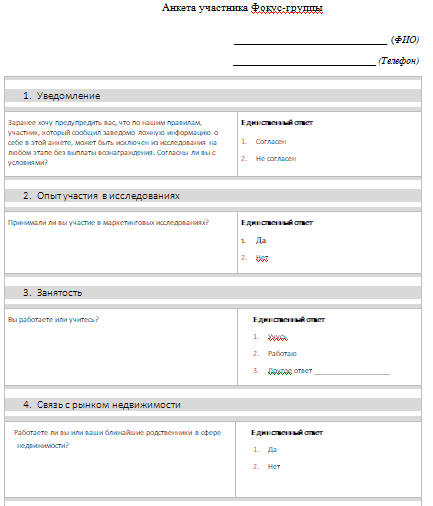 Анкета участника Фокус-группы
(ФИО)
(Телефон)
1. Уведомление
Заранее хочу предупредить вас, что по нашим правилам,
участник, который сообщил заведомо ложную информацию о
себе в этой анкете, может быть исключен из исследования на
любом этапе без выплаты вознаграждения. Согласны ли вы с
условиями?
Единственный ответ
1. Согласен
2. Не согласен
2. Опыт участия в исследованиях
Принимали ли вы участие в маркетинговых исследованиях?
Единственный ответ
1. Да
2. Нет
3. Занятость
Вы работаете или учитесь?
Единственный ответ
1. Учусь
2. Работаю
3. Другое ответ
4. Связь с рынком недвижимости
Работаете ли вы или ваши ближайшие родственники в сфере
недвижимости?
Единственный ответ
1. Да
2. Нет